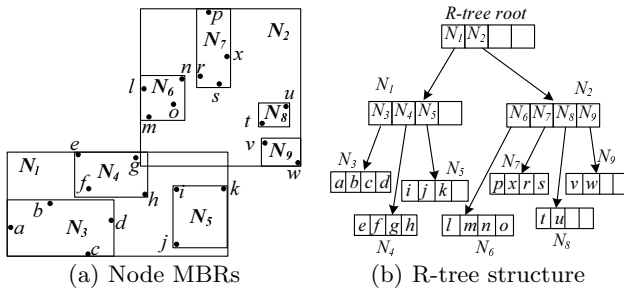 p
N7
N2
x
n
r
l
N6
s
o
u
m
N8
t
v
N9
w
e
N1
g
N4
f
h
i
k
b
a
d
N5
N3
j
c
(a) Node MBRs
R-tree root
N1 N2
N1
N2
N3 N4 N5
N6 N7 N8 N9
N3
N5
N7
N9
a b c d
i j k
p x r s
v w
e f g h
l m n o
t u
N4
N6
N8
(b) R-tree structure